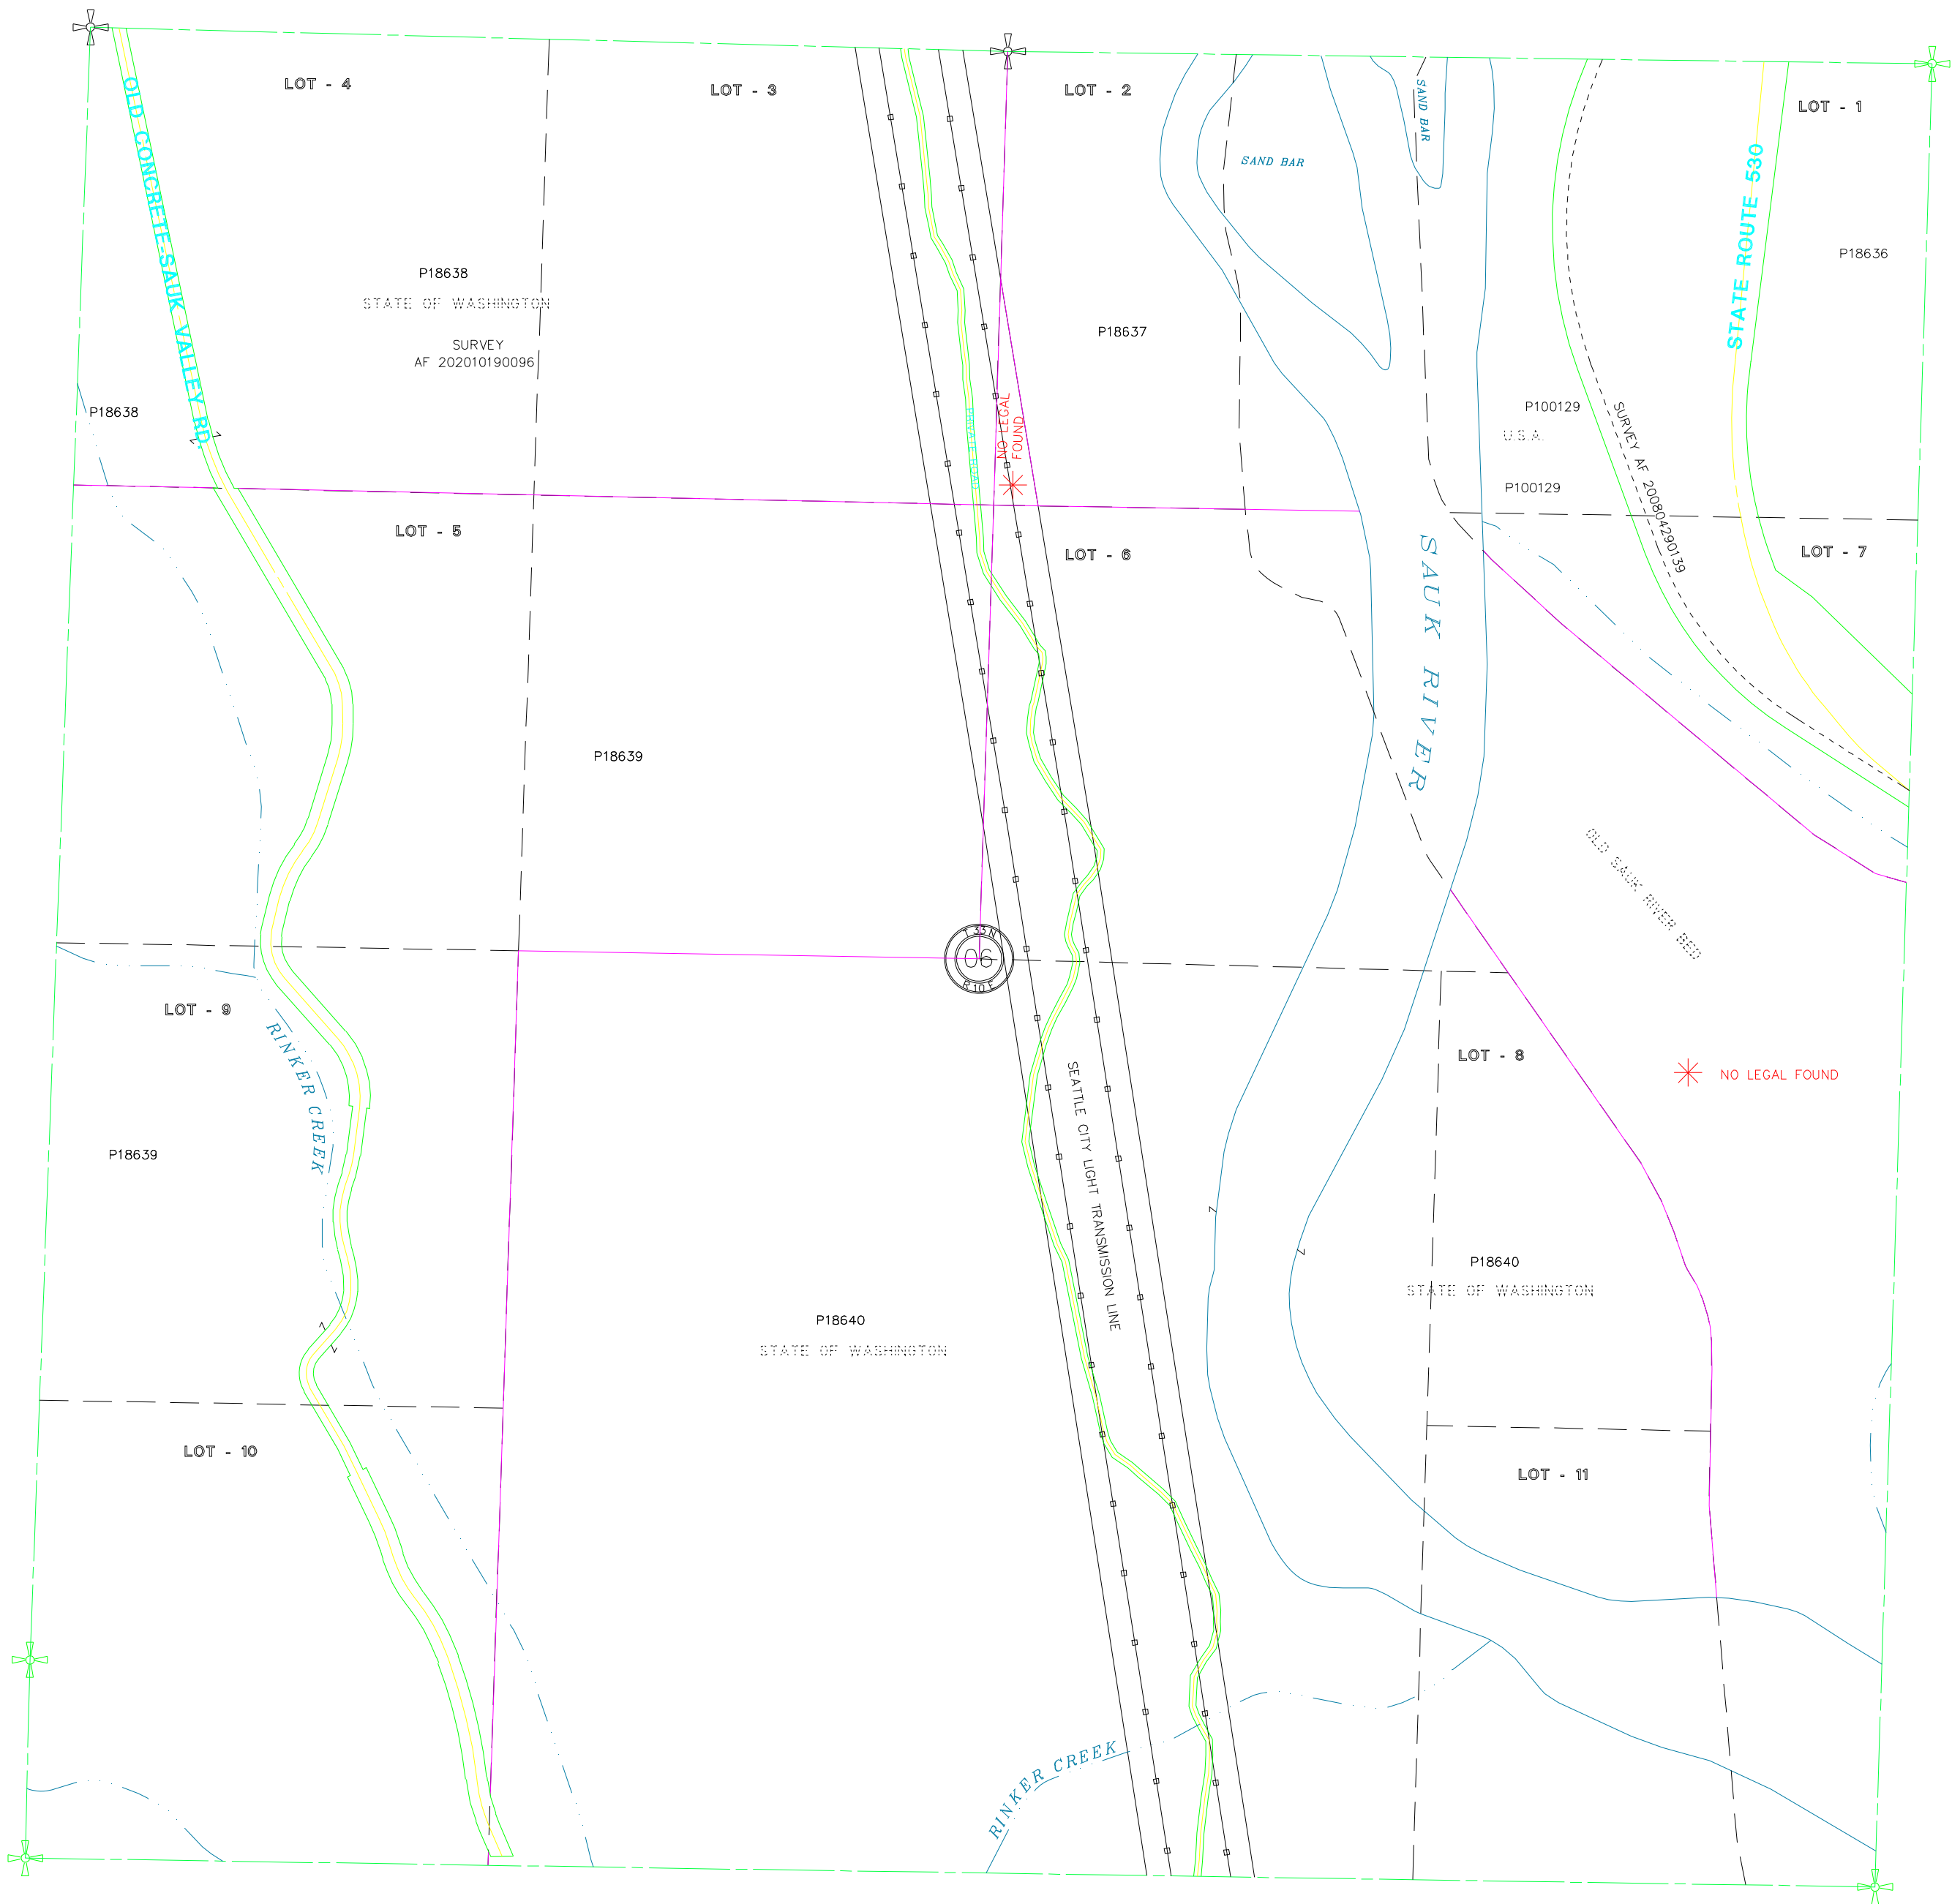 LOT - 4
LOT - 3
LOT - 2
LOT - 1
OLD CONCRETE-SAUK VALLEY RD.
SAND BAR
SAND BAR
STATE ROUTE 530
P18636
P18638
STATE OF WASHINGTON
SURVEY
AF 202010190096
P18637
P18638
PRIVATE ROAD
NO LEGAL
FOUND
P100129
U.S.A.
P100129
SURVEY AF 200804290139
LOT - 5
LOT - 6
LOT - 7
SAUK RIVER
P18639
OLD SAUK RIVER BED
T33N
06
R10E
LOT - 9
RINKER CREEK
LOT - 8
NO LEGAL FOUND
SEATTLE CITY LIGHT TRANSMISSION LINE
P18639
P18640
STATE OF WASHINGTON
P18640
STATE OF WASHINGTON
LOT - 10
LOT - 11
RINKER CREEK